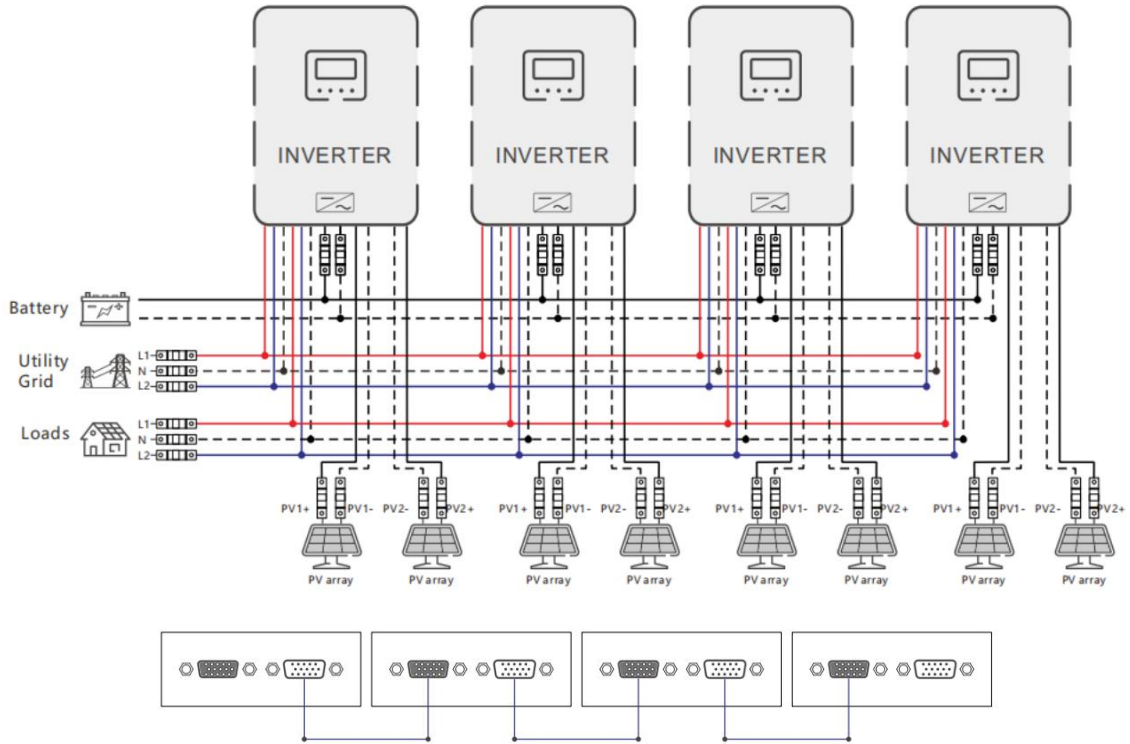 INVERTER INVERTER INVERTER INVERTER
Battery
Utility
Grid
L1
N
L2
Loads
L1
N
L2
PV1+ PV1- PV2- PV2+ PV1+ PV1- PV2- PV2+ PV1+ PV1- PV2- PV2+ PV1+ PV1- PV2- PV2+
PV array PV array PV array PV array PV array PV array PV array PV array